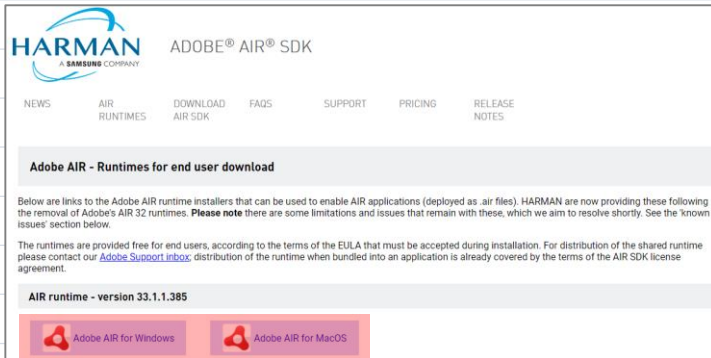 HARMAN
A SAMSUNG COMPANY
ADOBE® AIR® SDK
NEWS
AIR RUNTIMES
DOWNLOAD AIR SDK
FAQS
SUPPORT
PRICING
RELEASE NOTES
Adobe AIR - Runtimes for end user download
Below are links to the Adobe AIR runtime installers that can be used to enable AIR applications (deployed as .air files). HARMAN are now providing these following
the removal of Adobe's AIR 32 runtimes. Please note there are some limitations and issues that remain with these, which we aim to resolve shortly. See the 'known
issues' section below.
The runtimes are provided free for end users, according to the terms of the EULA that must be accepted during installation. For distribution of the shared runtime
please contact our Adobe Support inbox; distribution of the runtime when bundled into an application is already covered by the terms of the AIR SDK license
agreement.
AIR runtime - version 33.1.1.385
Adobe AIR for Windows
Adobe AIR for MacOS